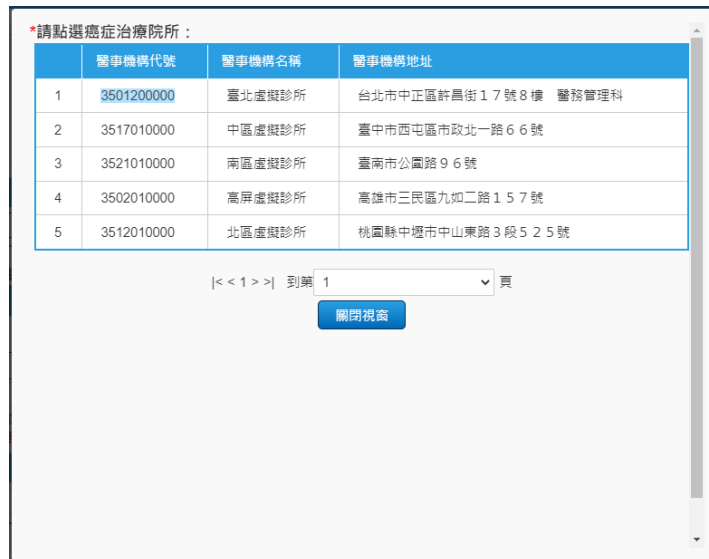 *請點選癌症治療院所：
醫事機構代號 醫事機構名稱 醫事機構地址
1 3501200000 臺北虛擬診所 台北市中正區許昌街１７號８樓　醫務管理科
2 3517010000 中區虛擬診所 臺中市西屯區市政北一路６６號
3 3521010000 南區虛擬診所 臺南市公園路９６號
4 3502010000 高屏虛擬診所 高雄市三民區九如二路１５７號
5 3512010000 北區虛擬診所 桃園縣中壢市中山東路３段５２５號
|< < 1 > >| 到第 1 頁
關閉視窗